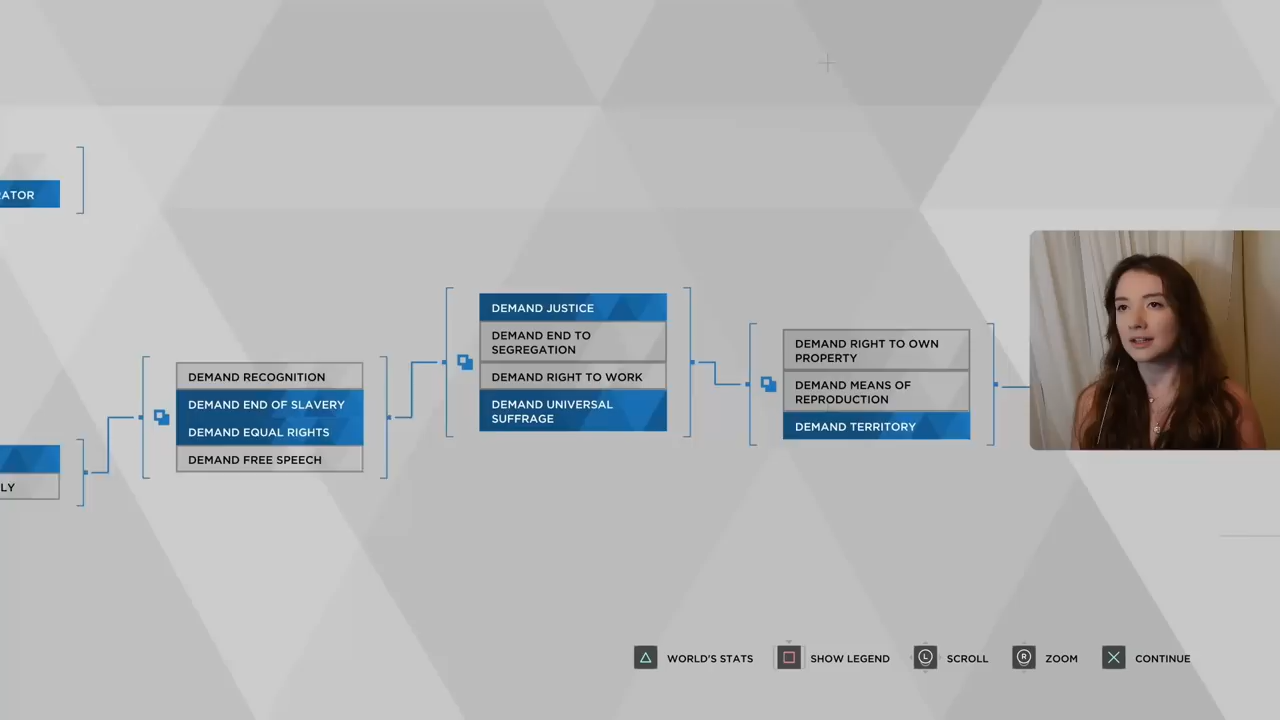 RATOR
LY
DEMAND RECOGNITION
DEMAND END OF SLAVERY
DEMAND EQUAL RIGHTS
DEMAND FREE SPEECH
DEMAND JUSTICE
DEMAND END TO
SEGREGATION
DEMAND RIGHT TO WORK
DEMAND UNIVERSAL
SUFFRAGE
DEMAND RIGHT TO OWN
PROPERTY
DEMAND MEANS OF
REPRODUCTION
DEMAND TERRITORY
WORLD'S STATS
SHOW LEGEND
L
SCROLL
R
ZOOM
CONTINUE